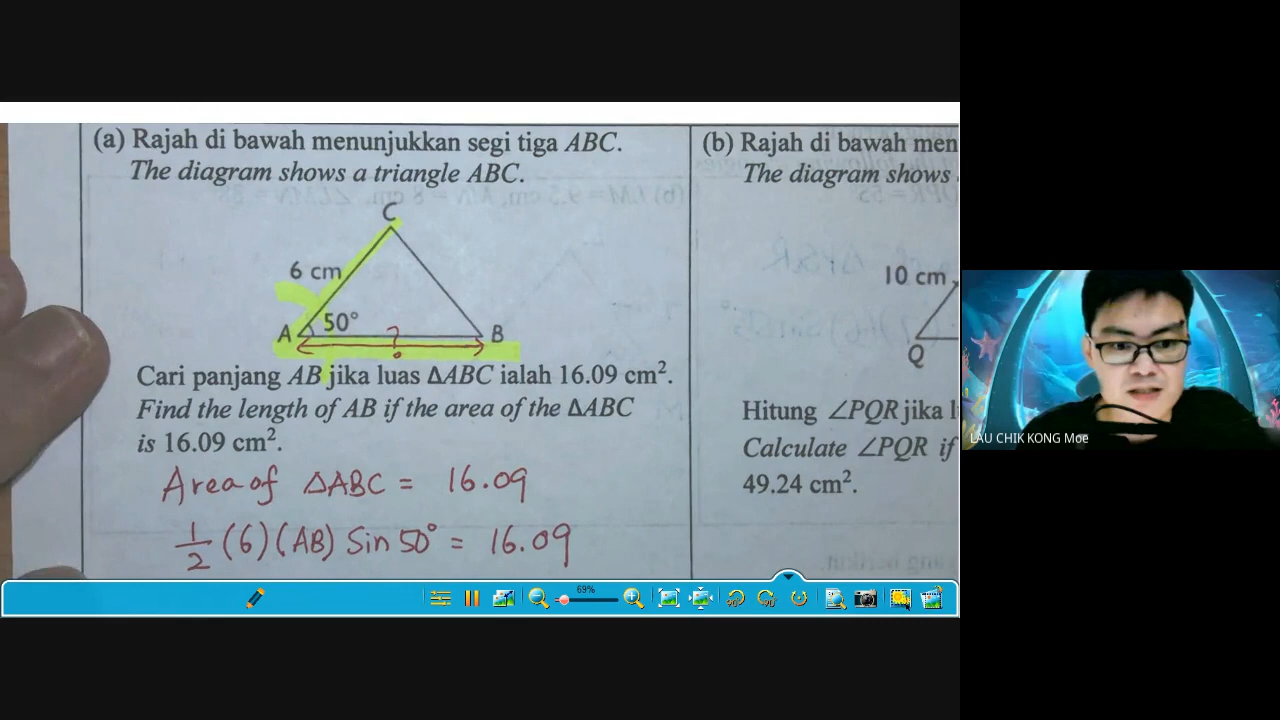 (a) Rajah di bawah menunjukkan segi tiga ABC.
The diagram shows a triangle ABC.
C
6 cm
50°
A
?
B
Cari panjang AB jika luas ΔABC ialah 16.09 cm².
Find the length of AB if the area of the ΔABC
is 16.09 cm².
Area of ΔABC = 16.09
1/2 (6)(AB) Sin 50° = 16.09
(b) Rajah di bawah men
The diagram shows
10 cm
Q
Hitung ∠PQR jika l
Calculate ∠PQR if
49.24 cm².
69%
LAU CHIK KONG Moe